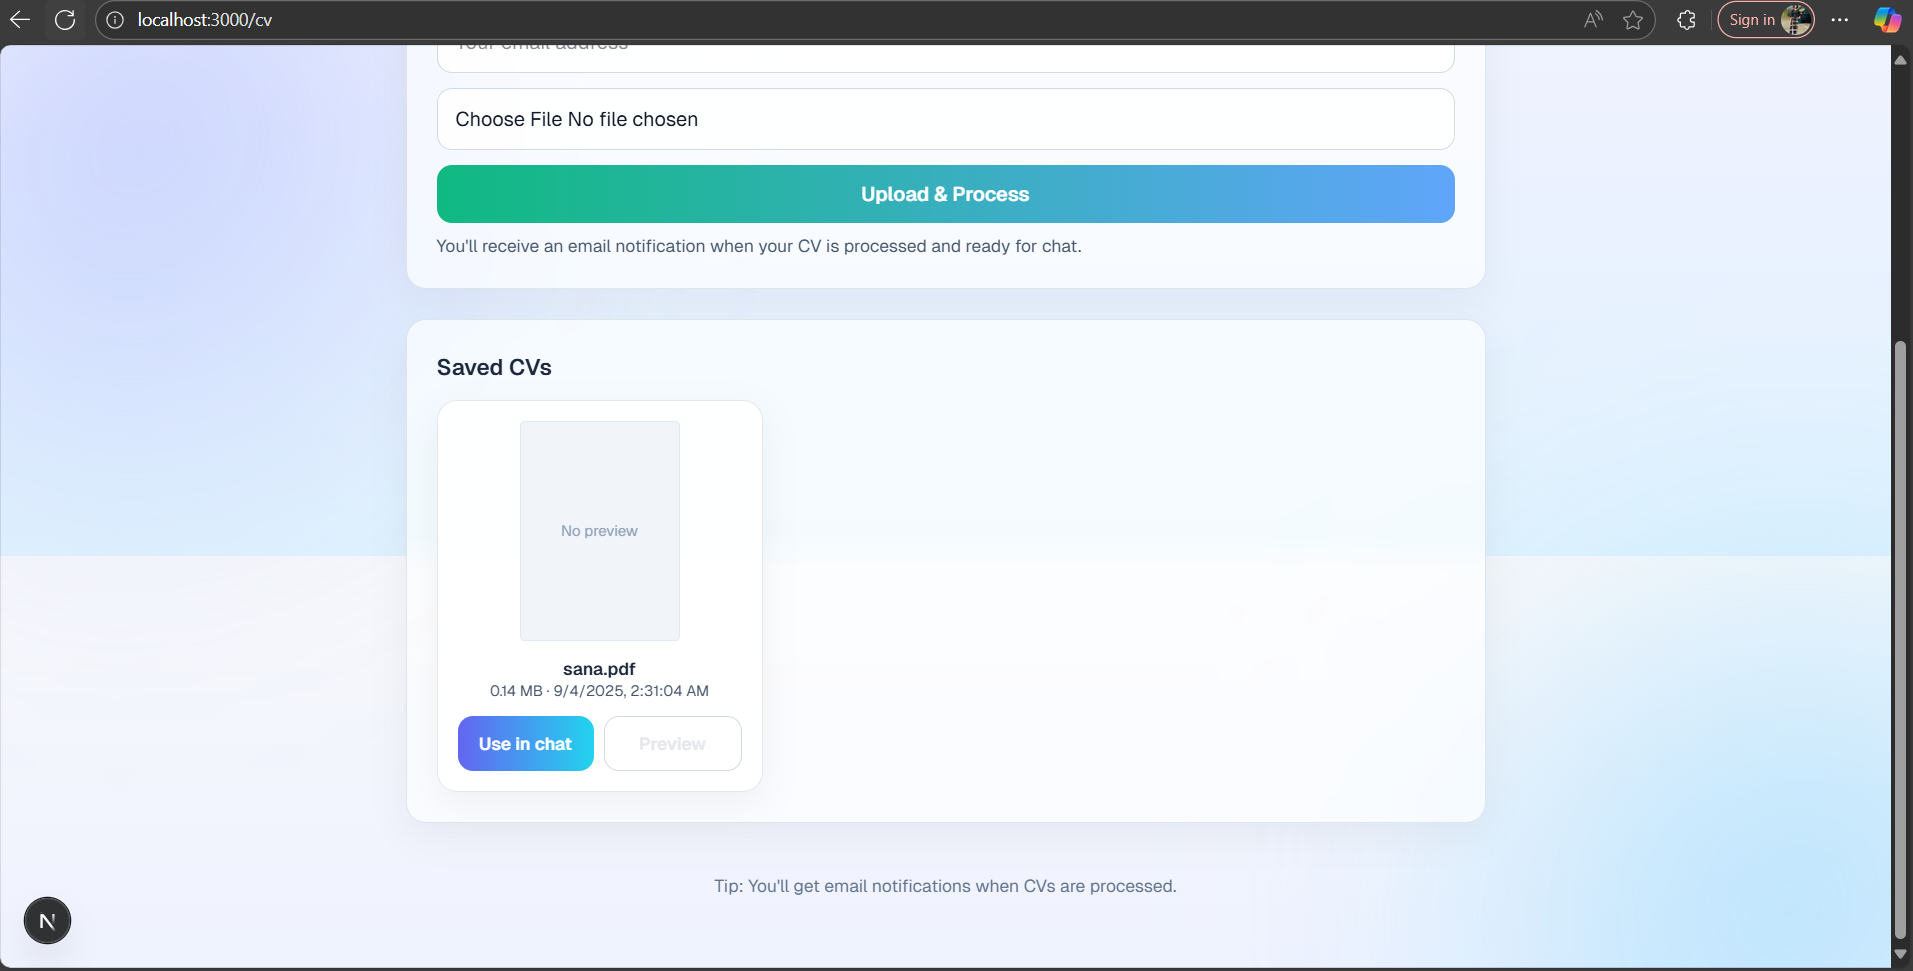 localhost:3000/cv
Sign in
Your email address
Choose File No file chosen
Upload & Process
You'll receive an email notification when your CV is processed and ready for chat.
Saved CVs
No preview
sana.pdf
0.14 MB · 9/4/2025, 2:31:04 AM
Use in chat
Preview
Tip: You'll get email notifications when CVs are processed.
N